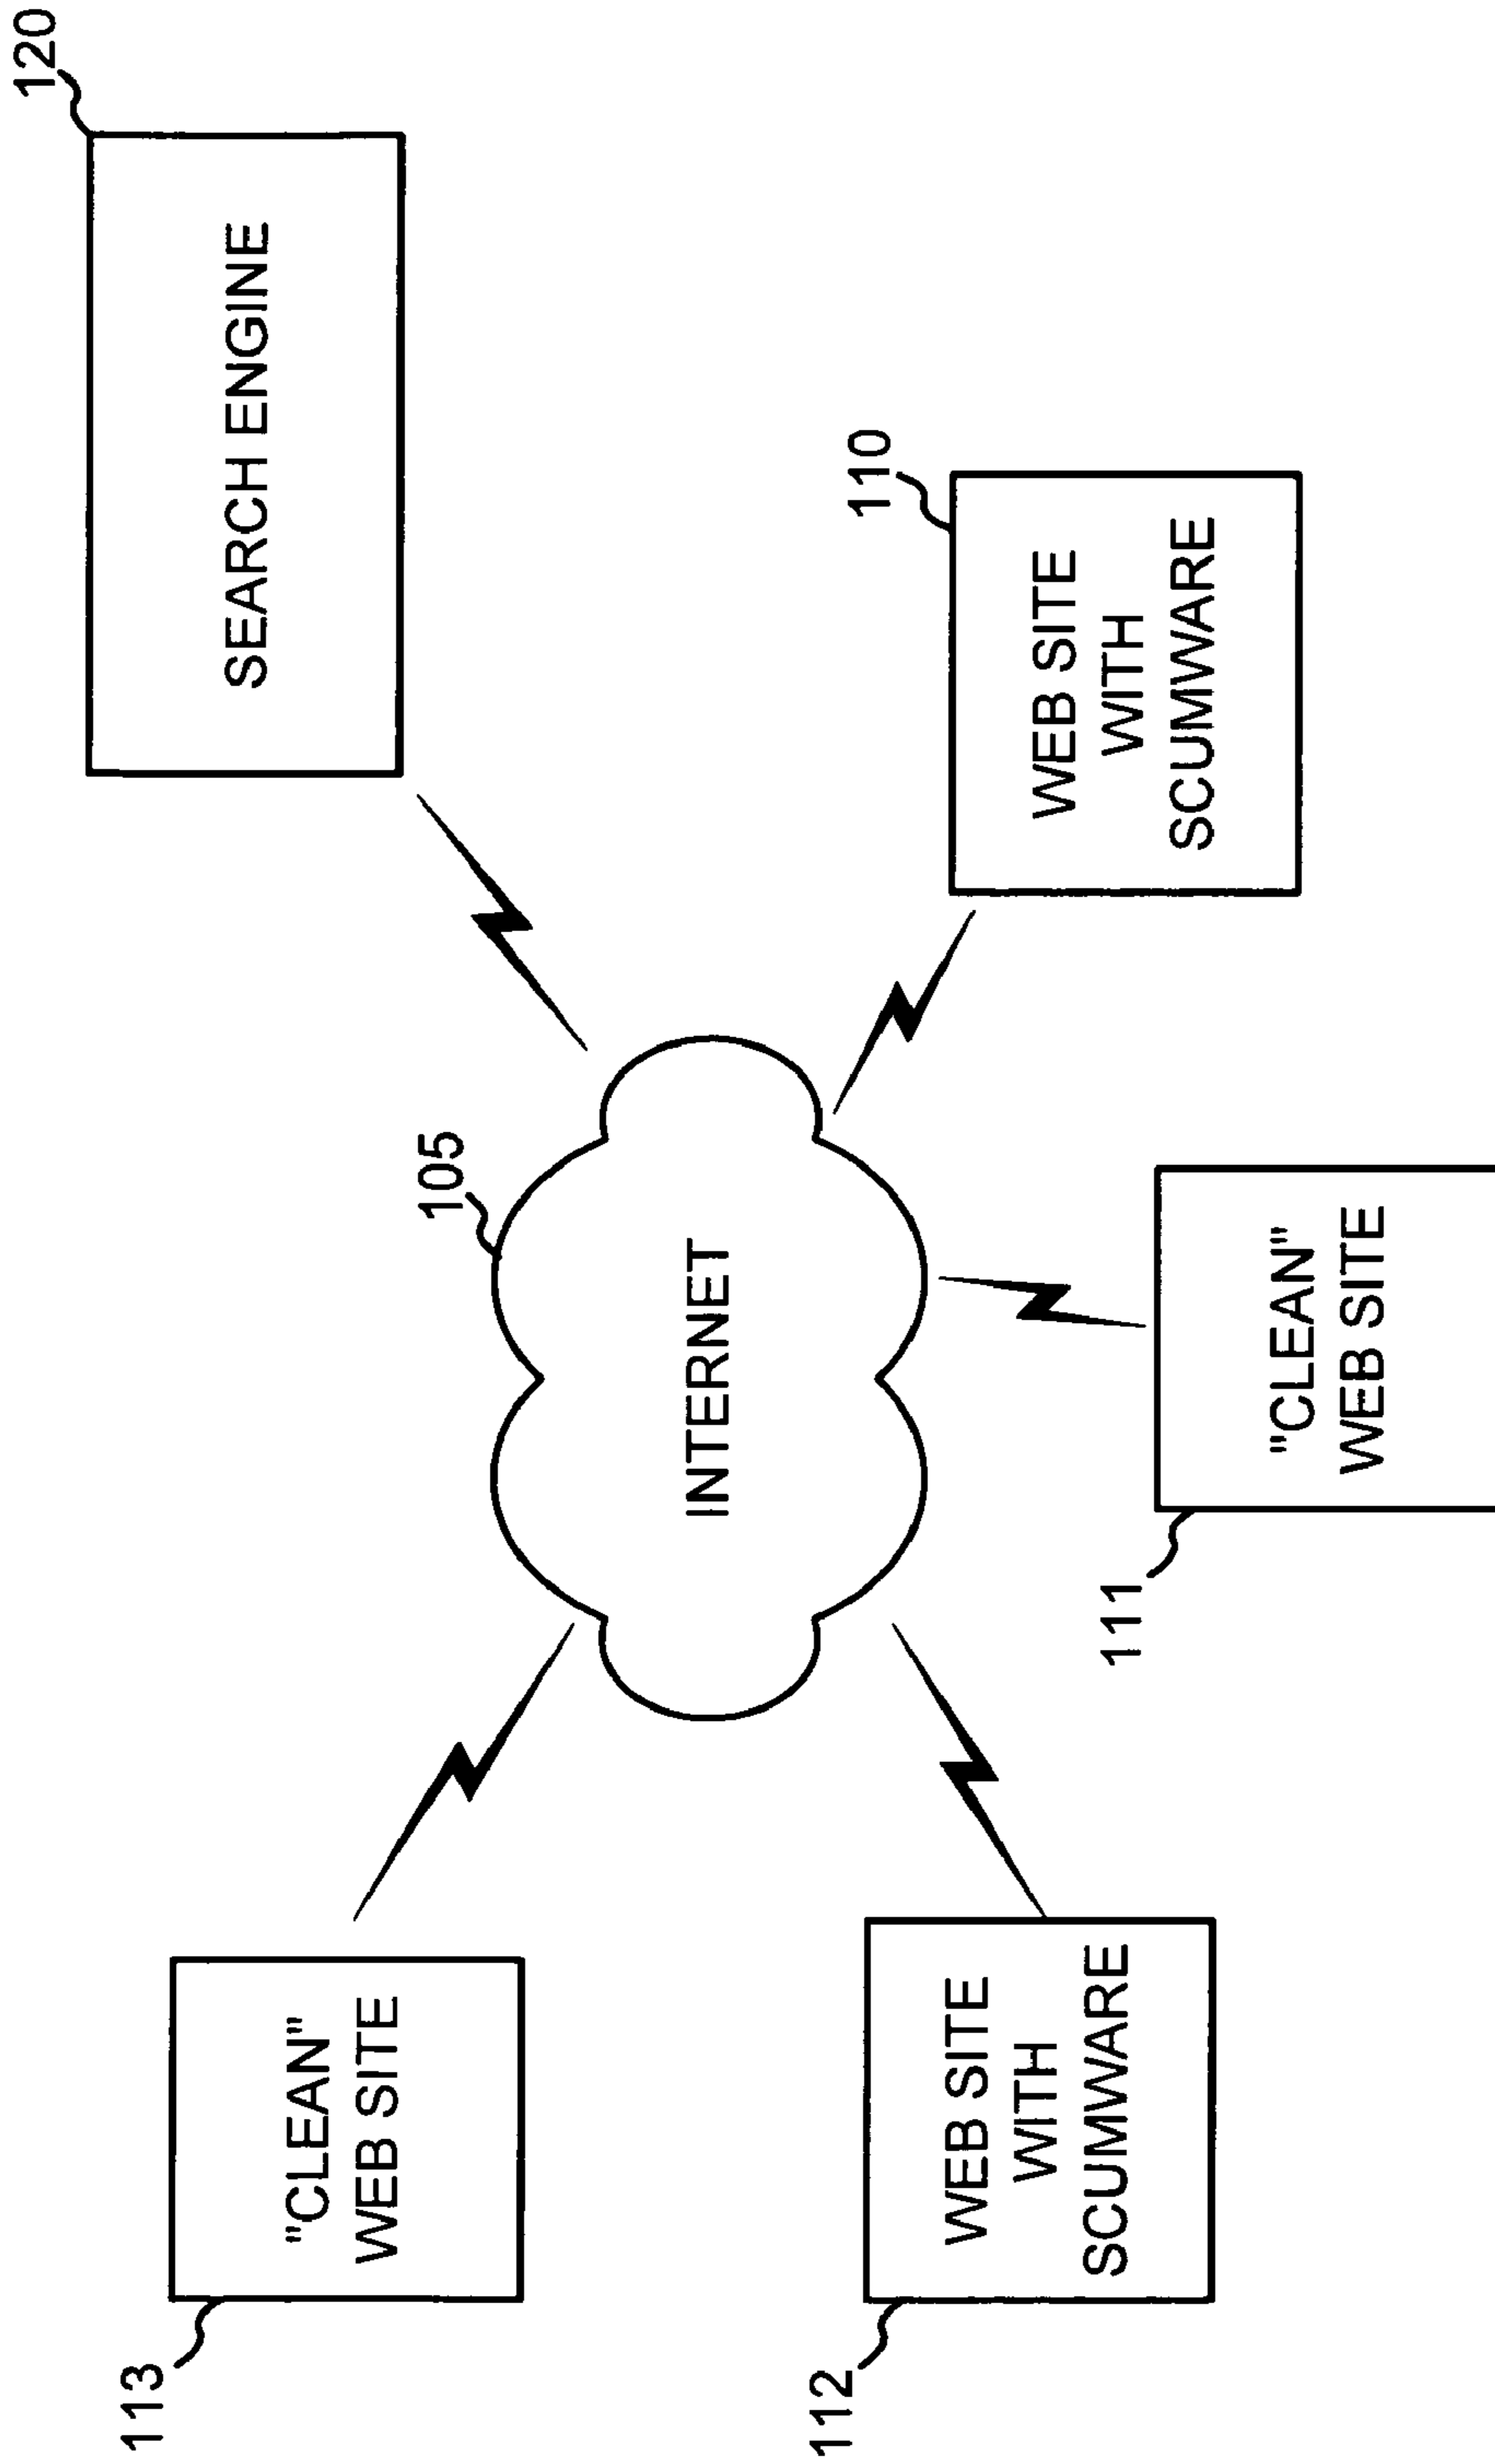 120
SEARCH ENGINE
113
"CLEAN"
WEB SITE
105
INTERNET
110
WEB SITE
WITH
SCUMWARE
112
WEB SITE
WITH
SCUMWARE
111
"CLEAN"
WEB SITE